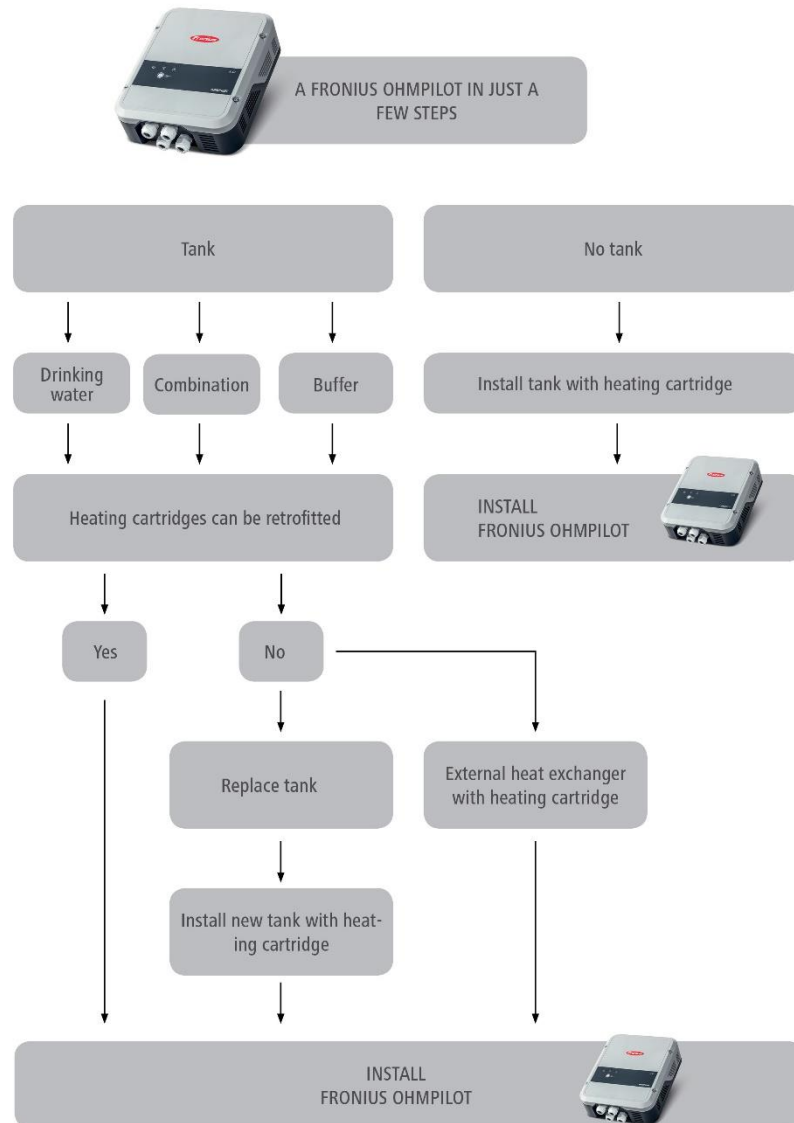 Fronius
A FRONIUS OHMPILOT IN JUST A
FEW STEPS
Tank
No tank
Drinking
water
Combination
Buffer
Install tank with heating cartridge
Heating cartridges can be retrofitted
INSTALL
FRONIUS OHMPILOT
Yes
No
Replace tank
External heat exchanger
with heating cartridge
Install new tank with heat-
ing cartridge
INSTALL
FRONIUS OHMPILOT